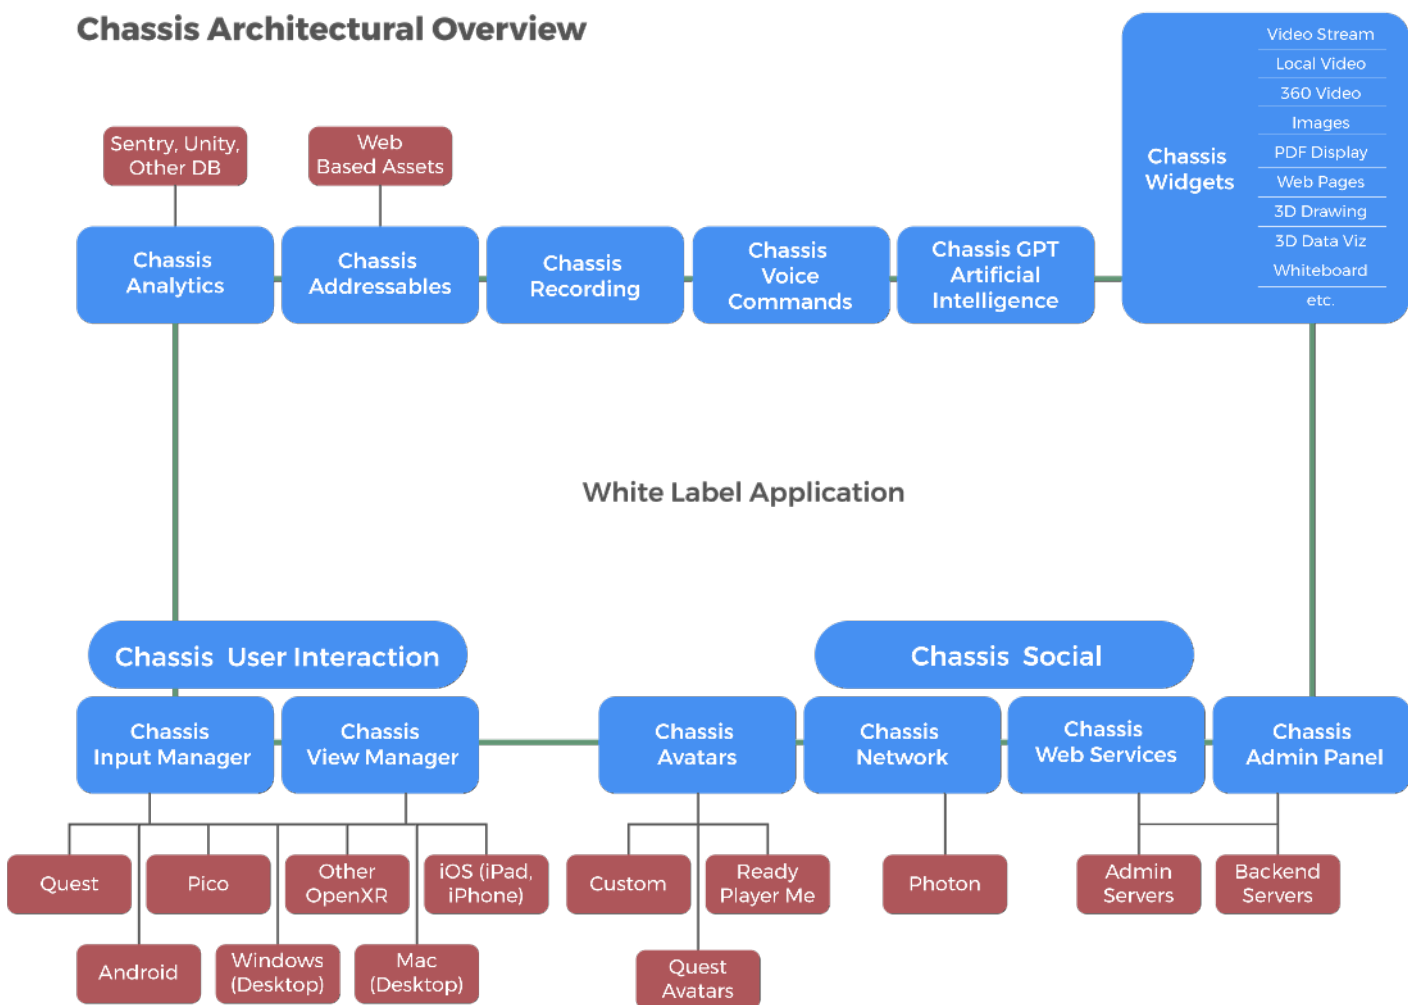 Chassis Architectural Overview
Video Stream
Local Video
360 Video
Images
PDF Display
Web Pages
3D Drawing
3D Data Viz
Whiteboard
etc.
Chassis
Widgets
Sentry, Unity,
Other DB
Web
Based Assets
Chassis
Analytics
Chassis
Addressables
Chassis
Recording
Chassis
Voice
Commands
Chassis GPT
Artificial
Intelligence
White Label Application
Chassis User Interaction
Chassis Social
Chassis
Input Manager
Chassis
View Manager
Chassis
Avatars
Chassis
Network
Chassis
Web Services
Chassis
Admin Panel
Quest
Pico
Other
OpenXR
iOS (iPad,
iPhone)
Custom
Ready
Player Me
Photon
Admin
Servers
Backend
Servers
Android
Windows
(Desktop)
Mac
(Desktop)
Quest
Avatars